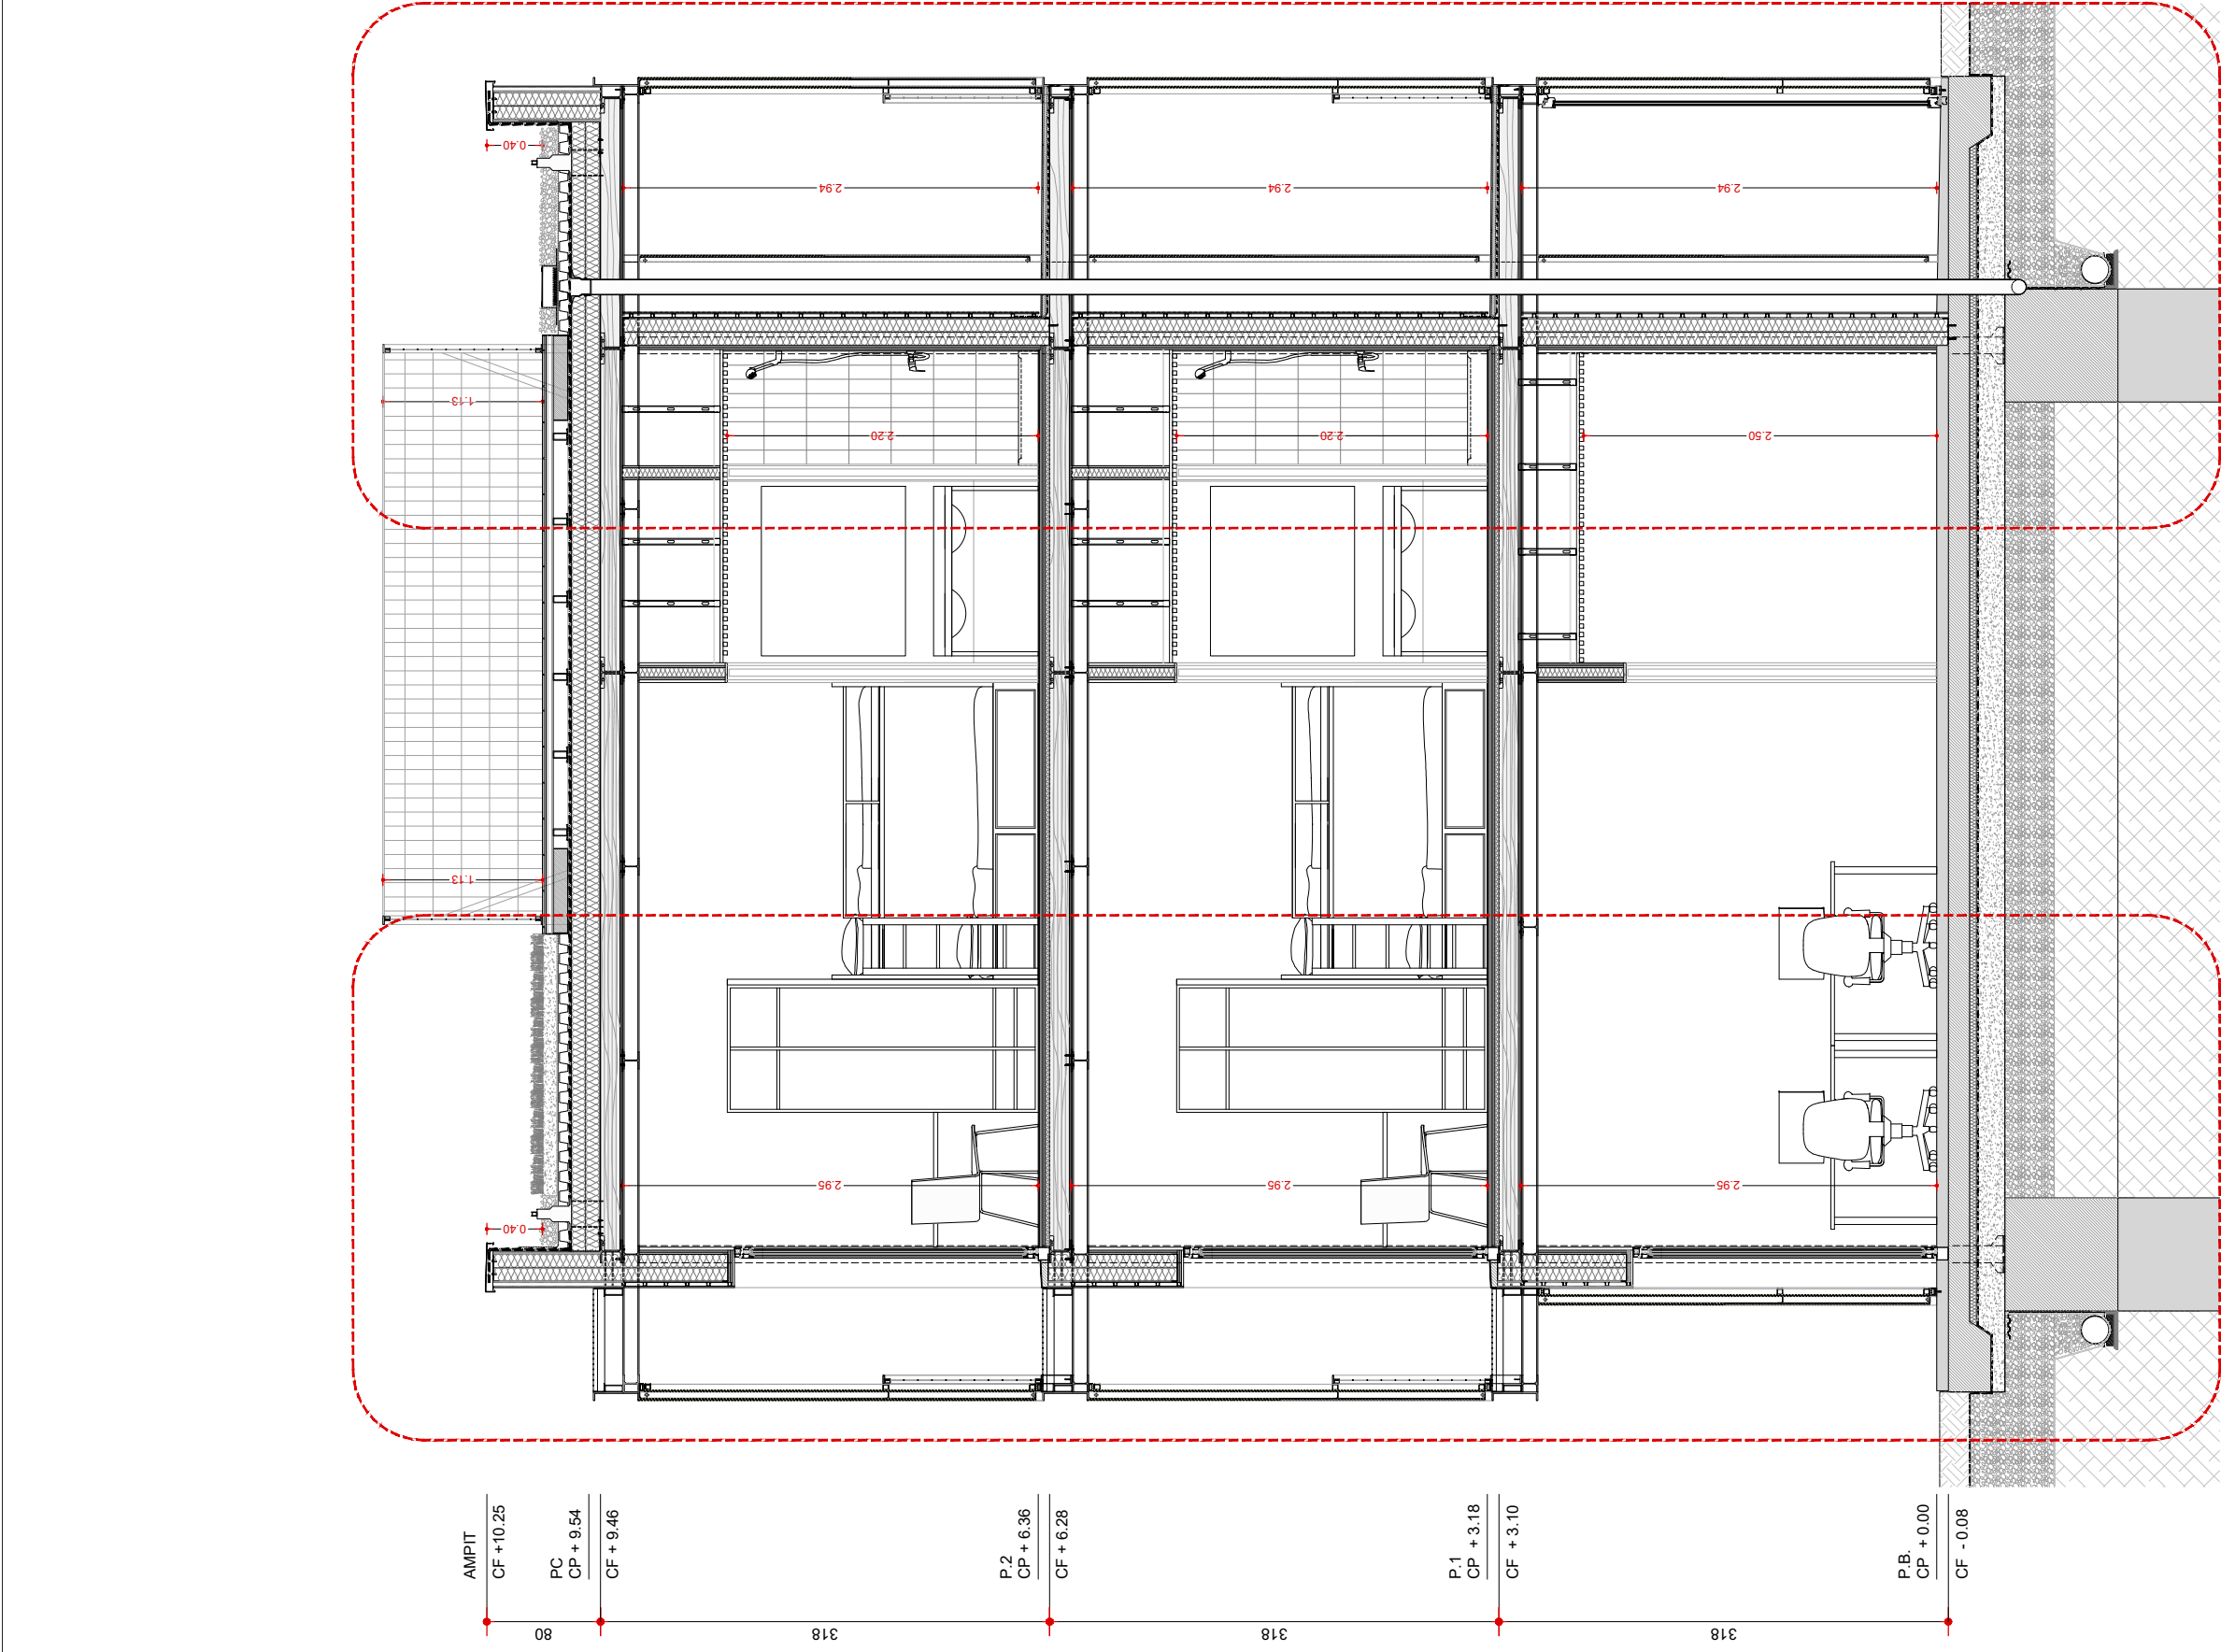 AMPIT
CF +10.25
PC
CP + 9.54
CF + 9.46
P.2
CP + 6.36
CF + 6.28
P.1
CP + 3.18
CF + 3.10
P.B.
CP + 0.00
CF - 0.08
80
318
318
318
0.40
2.94
2.94
2.94
1.13
2.20
2.20
2.50
1.13
2.95
2.95
2.95
0.40